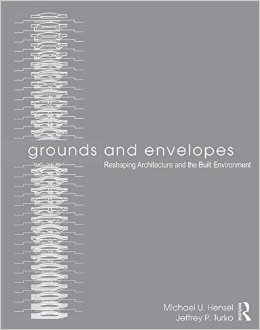 grounds and envelopes
Reshaping Architecture and the Built Environment
Michael U. Hensel
Jeffrey P. Turko
R